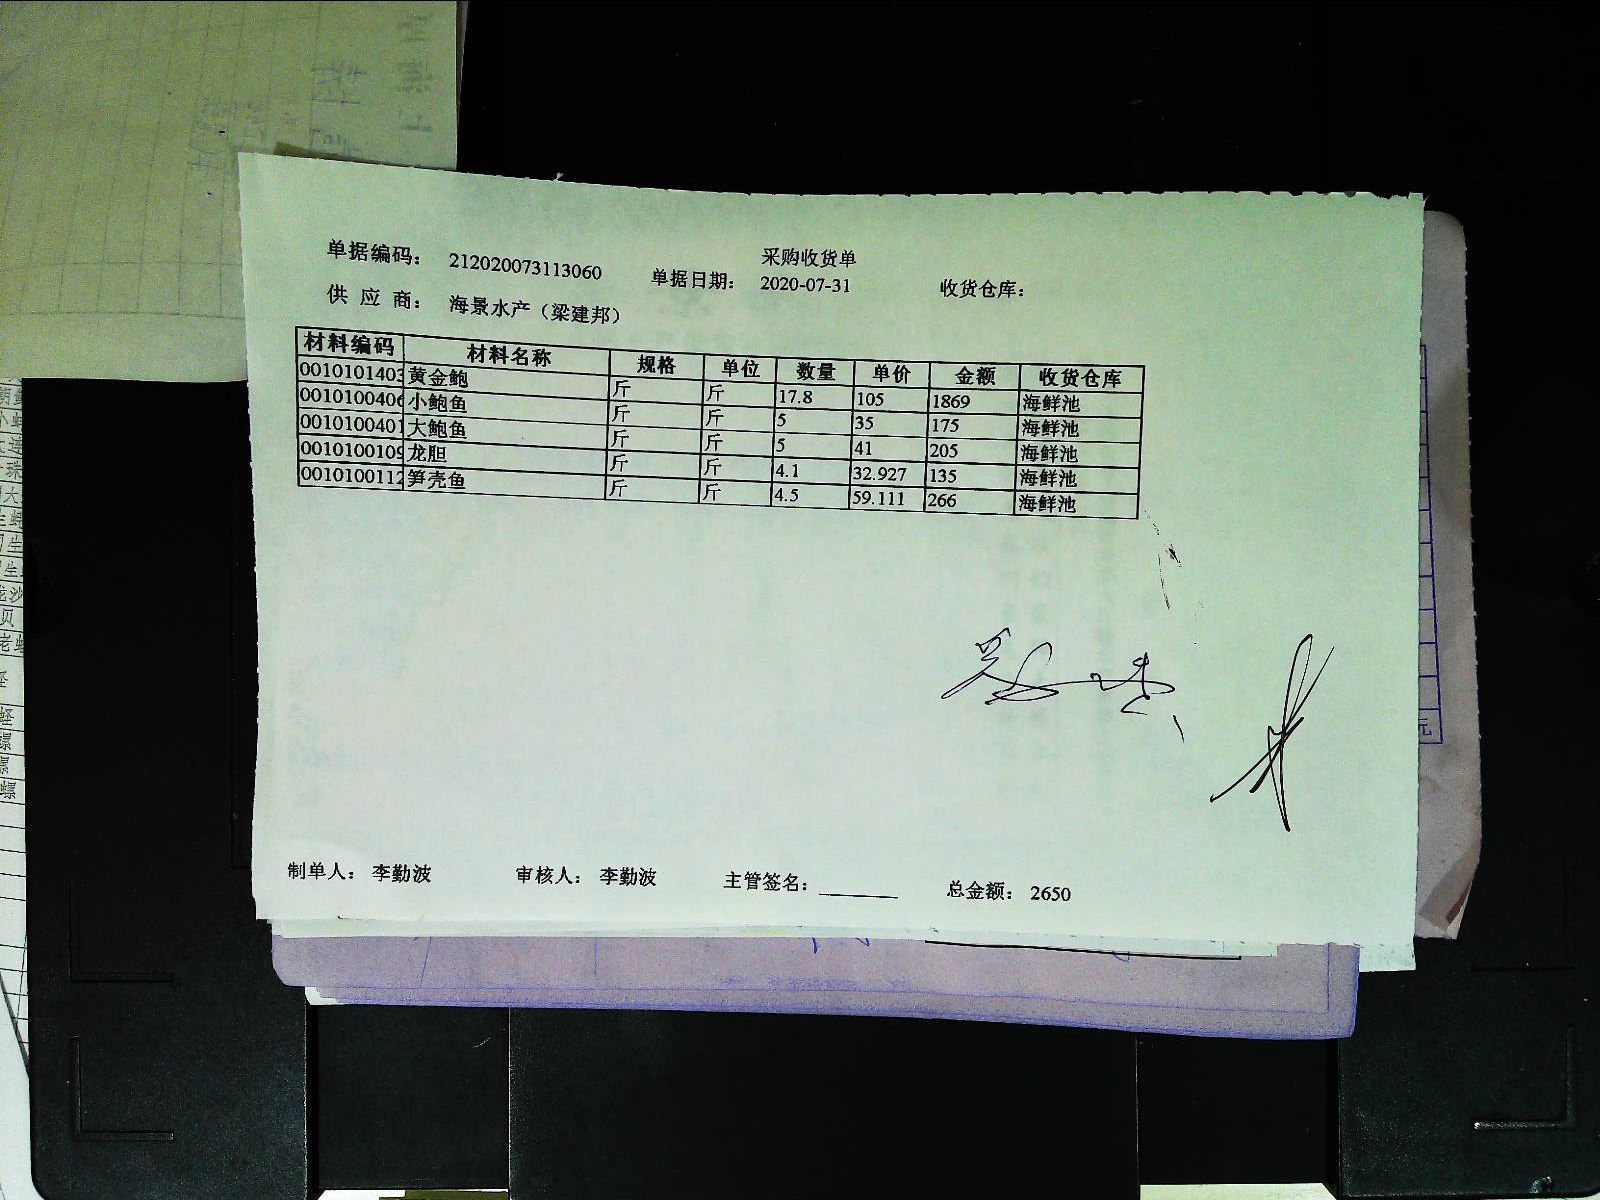 采购收货单
单据编码： 212020073113060 单据日期： 2020-07-31 收货仓库：
供 应 商： 海景水产（梁建邦）
材料编码 材料名称 规格 单位 数量 单价 金额 收货仓库
0010101403 黄金鲍 斤 斤 17.8 105 1869 海鲜池
0010100406 小鲍鱼 斤 斤 5 35 175 海鲜池
0010100401 大鲍鱼 斤 斤 5 41 205 海鲜池
0010100109 龙胆 斤 斤 4.1 32.927 135 海鲜池
0010100112 笋壳鱼 斤 斤 4.5 59.111 266 海鲜池
制单人： 李勤波 审核人： 李勤波 主管签名： 总金额： 2650